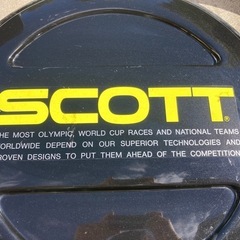 SCOTT®
THE MOST OLYMPIC, WORLD CUP RACES AND NATIONAL TEAMS
WORLDWIDE DEPEND ON OUR SUPERIOR TECHNOLOGIES AND
PROVEN DESIGNS TO PUT THEM AHEAD OF THE COMPETITION